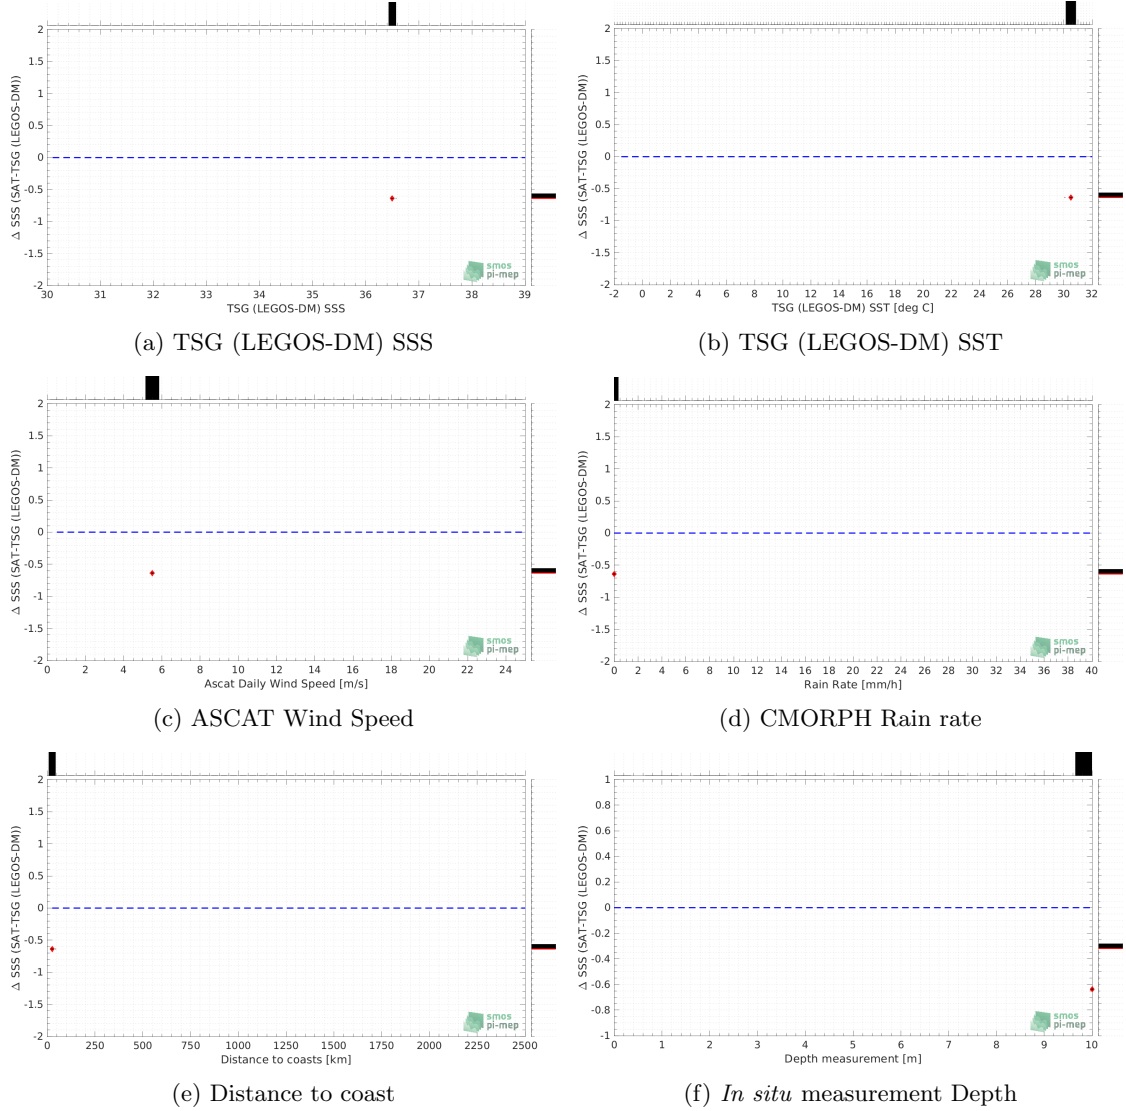 2
1.5
1
0.5
0
-0.5
-1
-1.5
-2
Δ SSS (SAT-TSG (LEGOS-DM))
smos
pi-mep
30 31 32 33 34 35 36 37 38 39
TSG (LEGOS-DM) SSS
(a) TSG (LEGOS-DM) SSS
2
1.5
1
0.5
0
-0.5
-1
-1.5
-2
Δ SSS (SAT-TSG (LEGOS-DM))
smos
pi-mep
-2 0 2 4 6 8 10 12 14 16 18 20 22 24 26 28 30 32
TSG (LEGOS-DM) SST [deg C]
(b) TSG (LEGOS-DM) SST
2
1.5
1
0.5
0
-0.5
-1
-1.5
-2
Δ SSS (SAT-TSG (LEGOS-DM))
smos
pi-mep
0 2 4 6 8 10 12 14 16 18 20 22 24
Ascat Daily Wind Speed [m/s]
(c) ASCAT Wind Speed
2
1.5
1
0.5
0
-0.5
-1
-1.5
-2
Δ SSS (SAT-TSG (LEGOS-DM))
smos
pi-mep
0 2 4 6 8 10 12 14 16 18 20 22 24 26 28 30 32 34 36 38 40
Rain Rate [mm/h]
(d) CMORPH Rain rate
2
1.5
1
0.5
0
-0.5
-1
-1.5
-2
Δ SSS (SAT-TSG (LEGOS-DM))
smos
pi-mep
0 250 500 750 1000 1250 1500 1750 2000 2250 2500
Distance to coasts [km]
(e) Distance to coast
1
0.8
0.6
0.4
0.2
0
-0.2
-0.4
-0.6
-0.8
-1
Δ SSS (SAT-TSG (LEGOS-DM))
smos
pi-mep
0 1 2 3 4 5 6 7 8 9 10
Depth measurement [m]
(f) In situ measurement Depth